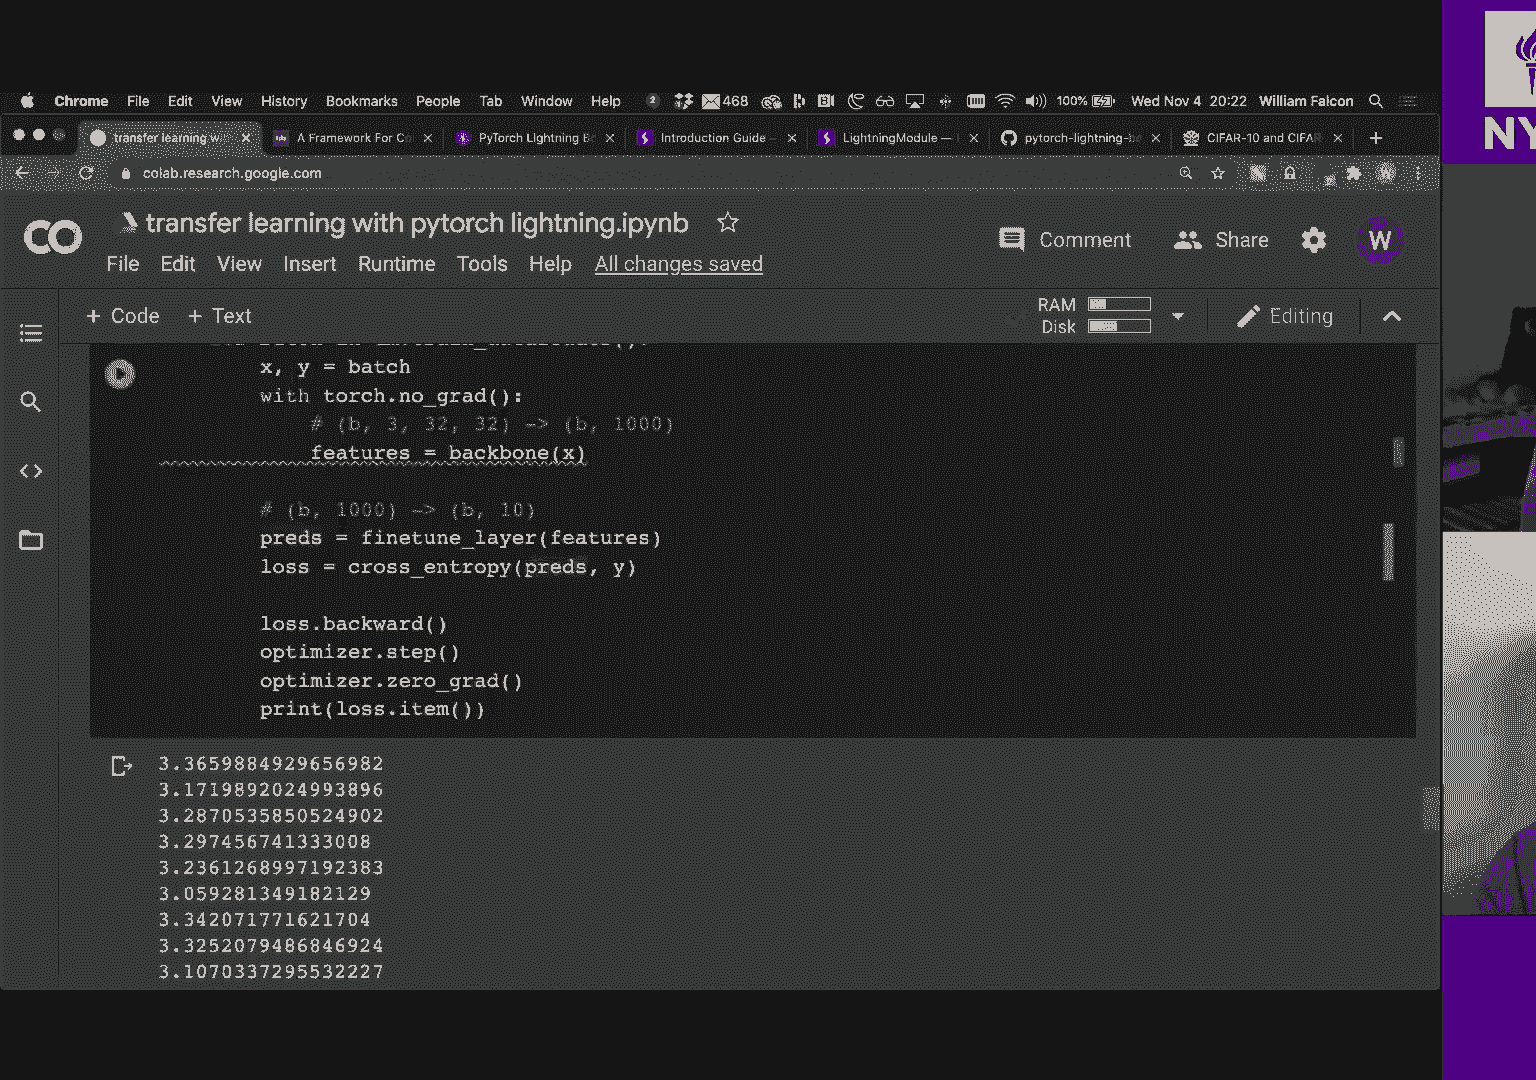 Chrome File Edit View History Bookmarks People Tab Window Help 2 468 100% Wed Nov 4 20:22 William Falcon
transfer learning w A Framework For C PyTorch Lightning B Introduction Guide LightningModule — pytorch-lightning-b CIFAR-10 and CIFA
colab.research.google.com
CO transfer learning with pytorch lightning.ipynb
Comment Share W
File Edit View Insert Runtime Tools Help All changes saved
+ Code + Text RAM Disk Editing
x, y = batch
with torch.no_grad():
# (b, 3, 32, 32) -> (b, 1000)
features = backbone(x)
# (b, 1000) -> (b, 10)
preds = finetune_layer(features)
loss = cross_entropy(preds, y)
loss.backward()
optimizer.step()
optimizer.zero_grad()
print(loss.item())
3.3659884929656982
3.1719892024993896
3.2870535850524902
3.297456741333008
3.2361268997192383
3.059281349182129
3.342071771621704
3.3252079486846924
3.1070337295532227
NY